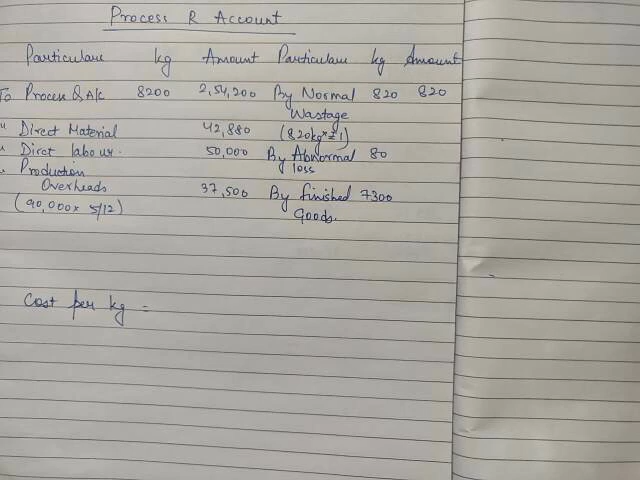 Process R Account
Particulars kg Amount Particulars kg Amount
To Process Q A/c 8200 2,54,200 By Normal 820 820
Wastage
" Direct Material 42,880 (820kg × ₹1)
" Direct labour. 50,000 By Abnormal 80
loss
" Production
Overheads 37,500 By finished 7300
(90,000 × 5/12) Goods.
Cost per kg =